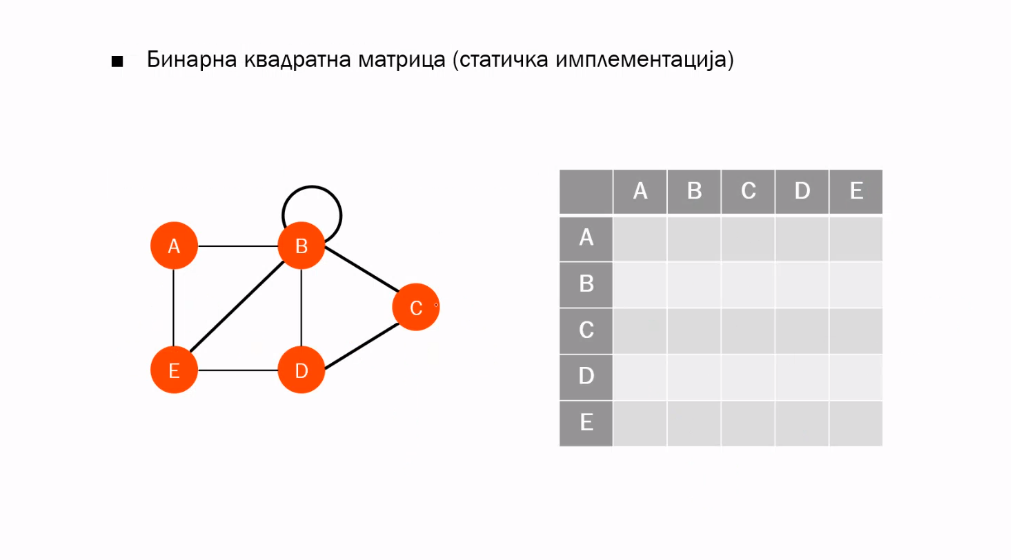 ▪ Бинарна квадратна матрица (статичка имплементација)
A B C D E
A
B
C
D
E
A B
C
E D